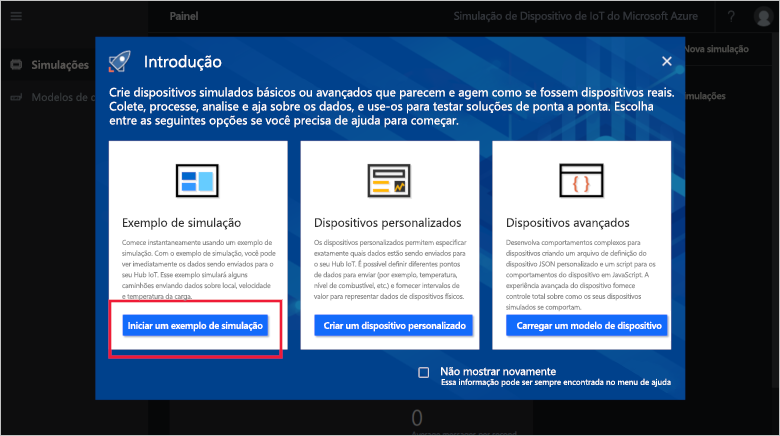 Painel
Simulação de Dispositivo de IoT do Microsoft Azure
?
Nova simulação
Simulações
Modelos de
Introdução
Crie dispositivos simulados básicos ou avançados que parecem e agem como se fossem dispositivos reais.
Colete, processe, analise e aja sobre os dados, e use-os para testar soluções de ponta a ponta. Escolha
entre as seguintes opções se você precisa de ajuda para começar.
Exemplo de simulação
Comece instantaneamente usando um exemplo de
simulação. Com o exemplo de simulação, você pode
ver imediatamente os dados sendo enviados para o
seu Hub IoT. Esse exemplo simulará alguns
caminhões enviando dados sobre local, velocidade
e temperatura da carga.
Iniciar um exemplo de simulação
Dispositivos personalizados
Os dispositivos personalizados permitem especificar
exatamente quais dados estão sendo enviados para
o seu Hub IoT. É possível definir diferentes pontos
de dados para enviar (por exemplo, temperatura,
nível de combustível, etc.) e fornecer intervalos de
valor para representar dados de dispositivos físicos.
Criar um dispositivo personalizado
Dispositivos avançados
Desenvolva comportamentos complexos para
dispositivos criando um arquivo de definição do
dispositivo JSON personalizado e um script para os
comportamentos do dispositivo em JavaScript. A
experiência avançada do dispositivo fornece
controle total sobre como os seus dispositivos
simulados se comportam.
Carregar um modelo de dispositivo
Não mostrar novamente
Essa informação pode ser sempre encontrada no menu de ajuda
0